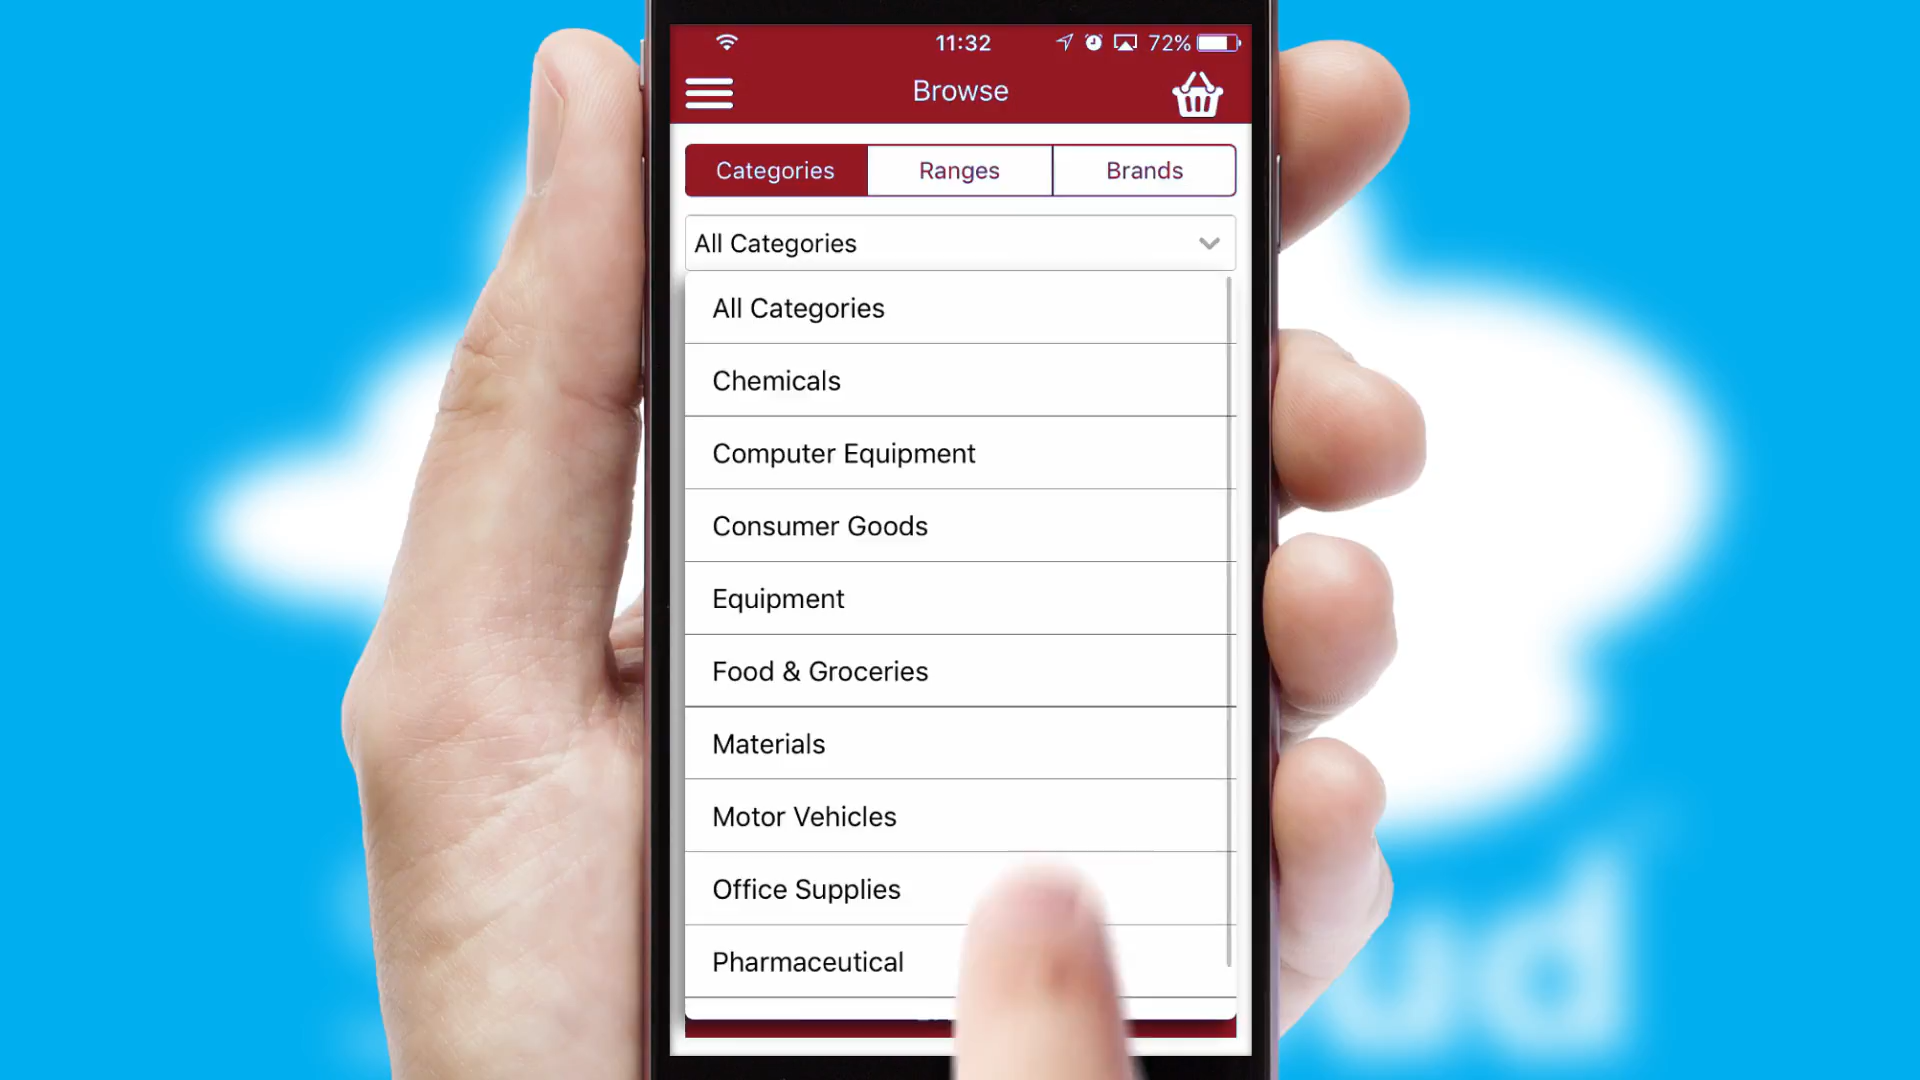 11:32
72%
Browse
Categories
Ranges
Brands
All Categories
All Categories
Chemicals
Computer Equipment
Consumer Goods
Equipment
Food & Groceries
Materials
Motor Vehicles
Office Supplies
Pharmaceutical